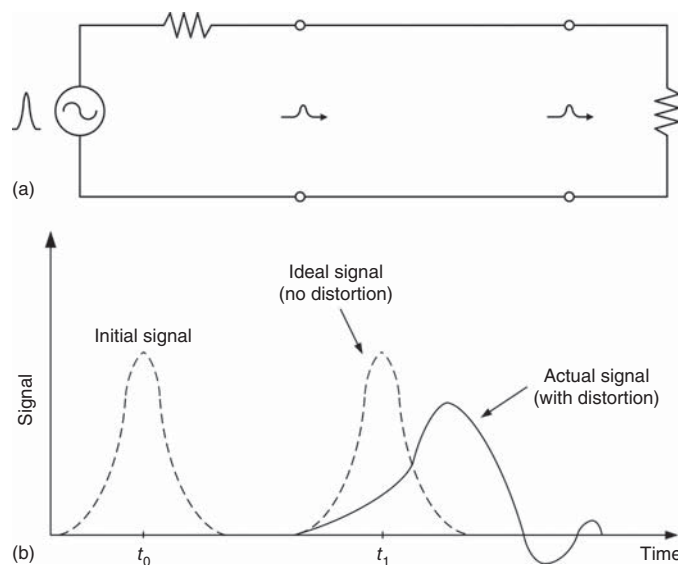 (a)
Ideal signal
(no distortion)
Initial signal
Actual signal
(with distortion)
Signal
(b)
t0
t1
Time